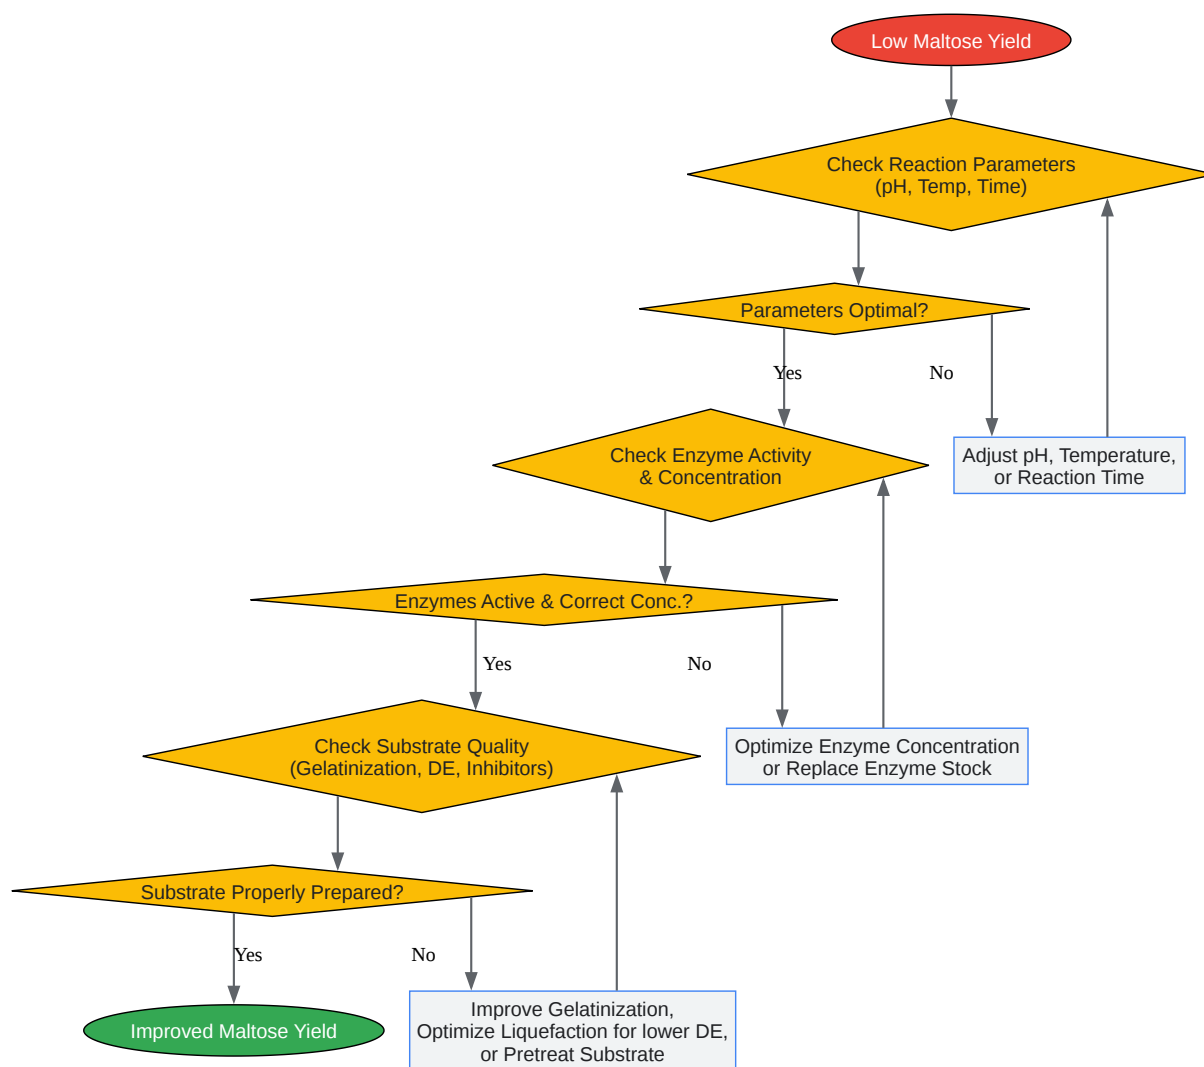 Low Maltose Yield
Check Reaction Parameters
(pH, Temp, Time)
Parameters Optimal?
Yes
No
Check Enzyme Activity
& Concentration
Adjust pH, Temperature,
or Reaction Time
Enzymes Active & Correct Conc.?
Yes
No
Check Substrate Quality
(Gelatinization, DE, Inhibitors)
Optimize Enzyme Concentration
or Replace Enzyme Stock
Substrate Properly Prepared?
Yes
No
Improved Maltose Yield
Improve Gelatinization,
Optimize Liquefaction for lower DE,
or Pretreat Substrate